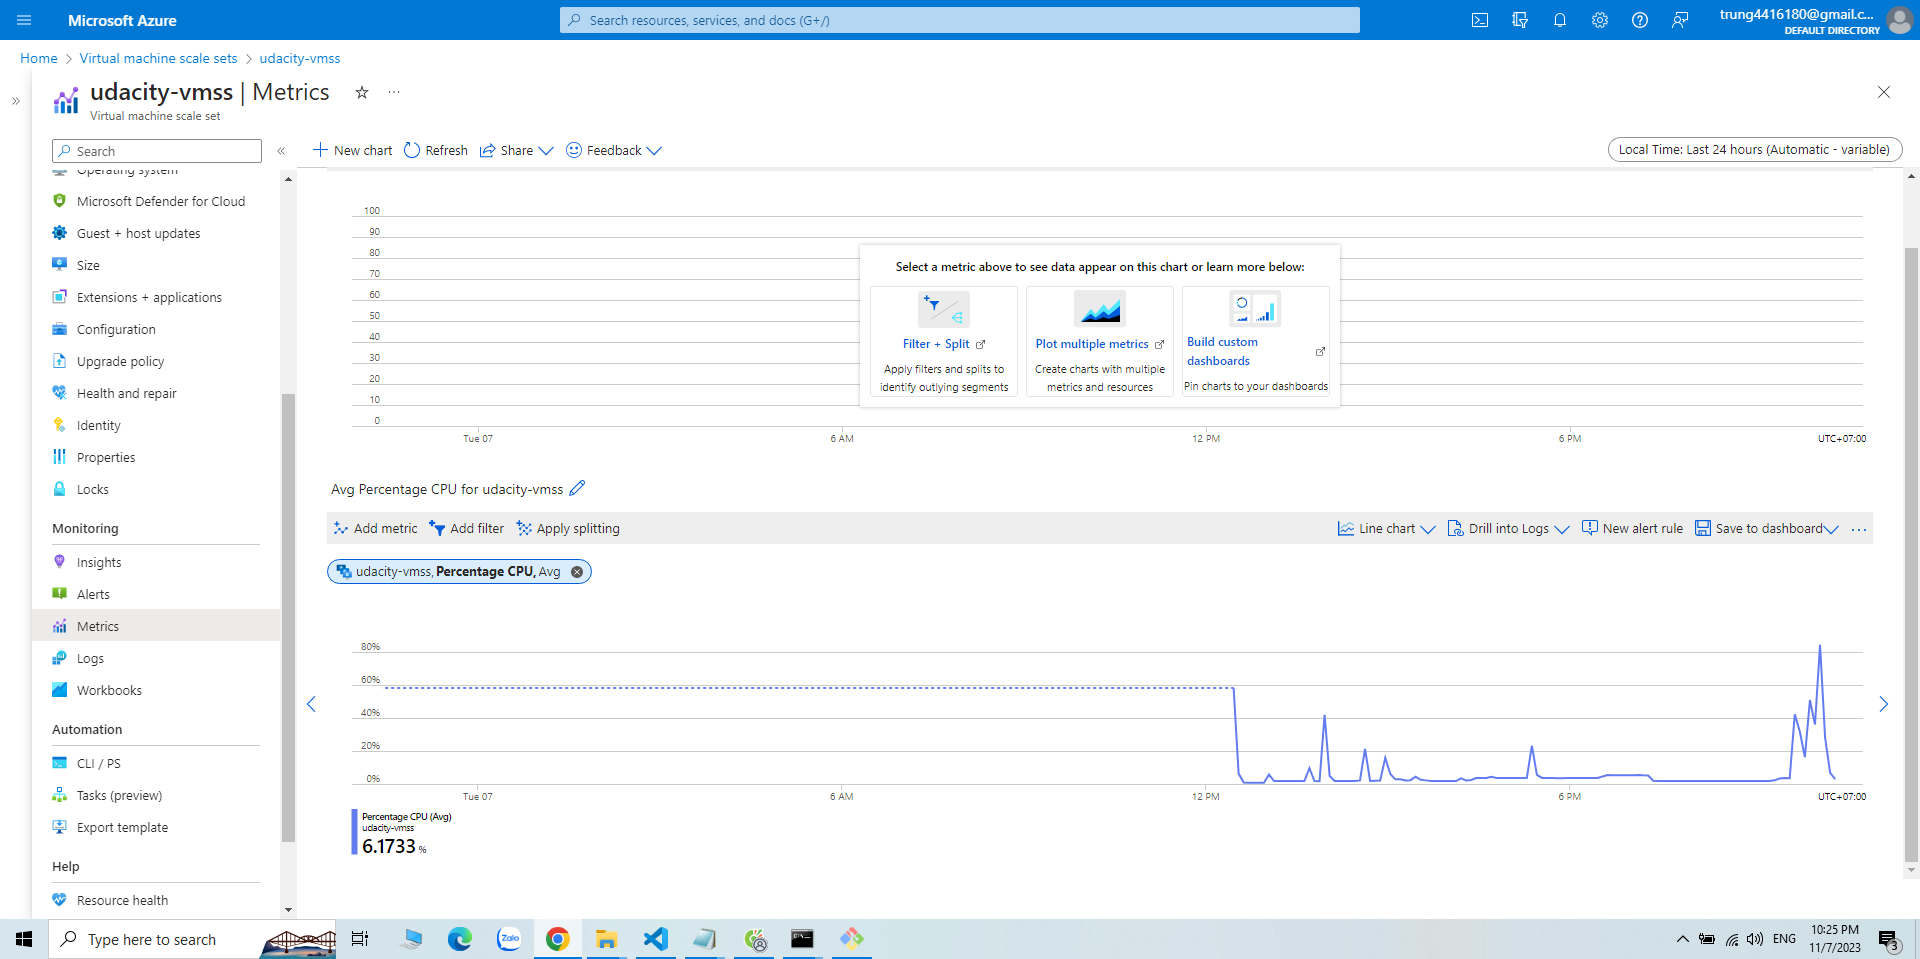 Microsoft Azure
Search resources, services, and docs (G+/)
trung4416180@gmail.c...
DEFAULT DIRECTORY
Home
Virtual machine scale sets
udacity-vmss
udacity-vmss | Metrics
...
Virtual machine scale set
Search
New chart
Refresh
Share
Feedback
Local Time: Last 24 hours (Automatic - variable)
Operating system
Microsoft Defender for Cloud
Guest + host updates
Size
Extensions + applications
Configuration
Upgrade policy
Health and repair
Identity
Properties
Locks
Monitoring
Insights
Alerts
Metrics
Logs
Workbooks
Automation
CLI / PS
Tasks (preview)
Export template
Help
Resource health
100
90
80
70
60
50
40
30
20
10
0
Tue 07
6 AM
12 PM
6 PM
UTC+07:00
Select a metric above to see data appear on this chart or learn more below:
Filter + Split
Apply filters and splits to
identify outlying segments
Plot multiple metrics
Create charts with multiple
metrics and resources
Build custom
dashboards
Pin charts to your dashboards
Avg Percentage CPU for udacity-vmss
Add metric
Add filter
Apply splitting
Line chart
Drill into Logs
New alert rule
Save to dashboard
...
udacity-vmss, Percentage CPU, Avg
80%
60%
40%
20%
0%
Tue 07
6 AM
12 PM
6 PM
UTC+07:00
Percentage CPU (Avg)
udacity-vmss
6.1733 %
Type here to search
Zalo
ENG
10:25 PM
11/7/2023
3